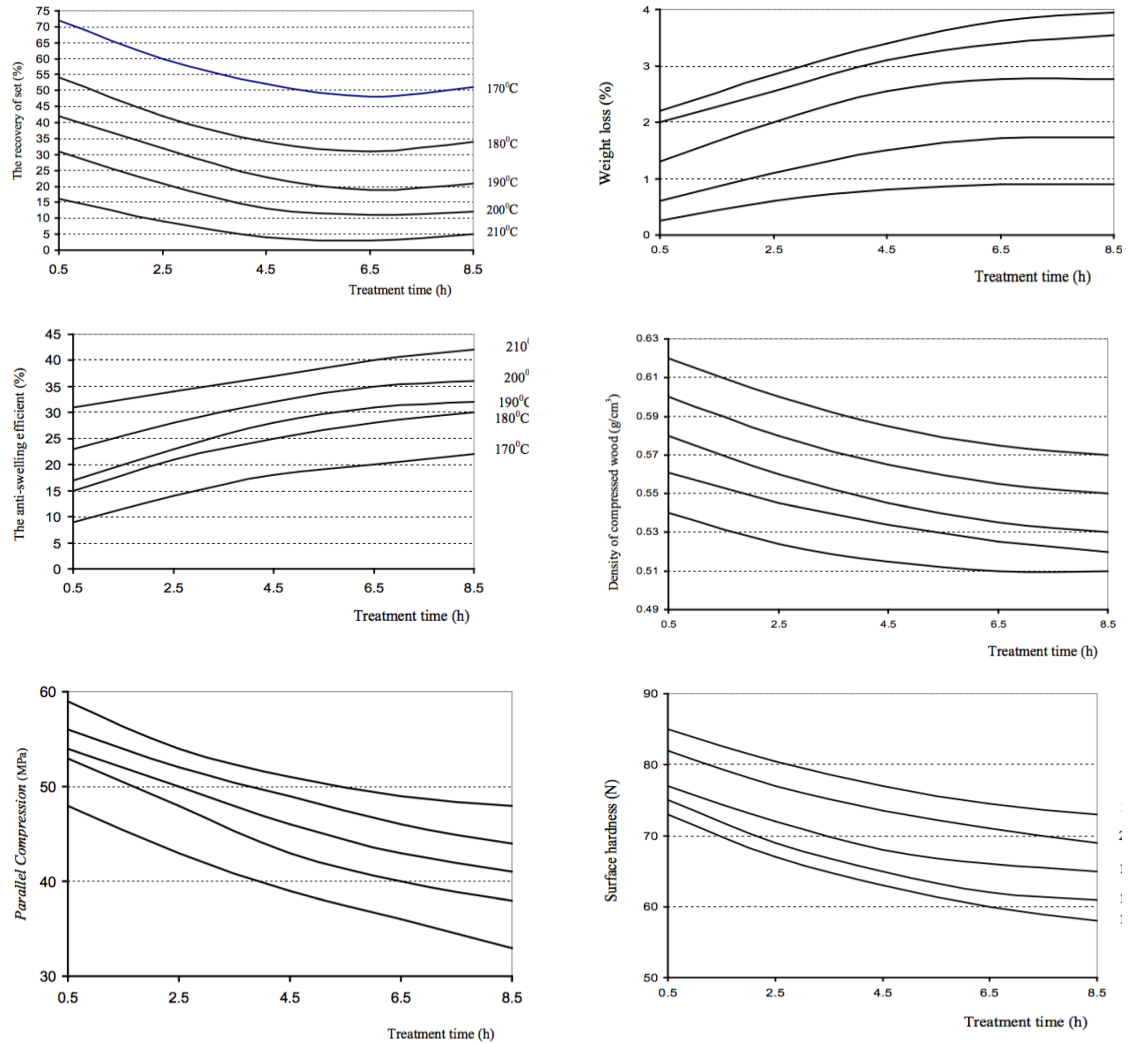 The recovery of set (%)
75
70
65
60
55
50
45
40
35
30
25
20
15
10
5
0
170⁰C
180⁰C
190⁰C
200⁰C
210⁰C
0.5 2.5 4.5 6.5 8.5
Treatment time (h)
Weight loss (%)
4
3
2
1
0
0.5 2.5 4.5 6.5 8.5
Treatment time (h)
The anti-swelling efficient (%)
45
40
35
30
25
20
15
10
5
0
210⁰
200⁰
190⁰C
180⁰C
170⁰C
0.5 2.5 4.5 6.5 8.5
Treatment time (h)
Density of compressed wood (g/cm³)
0.63
0.61
0.59
0.57
0.55
0.53
0.51
0.49
0.5 2.5 4.5 6.5 8.5
Treatment time (h)
Parallel Compression (MPa)
60
50
40
30
0.5 2.5 4.5 6.5 8.5
Treatment time (h)
Surface hardness (N)
90
80
70
60
50
2
1
1
1
0.5 2.5 4.5 6.5 8.5
Treatment time (h)